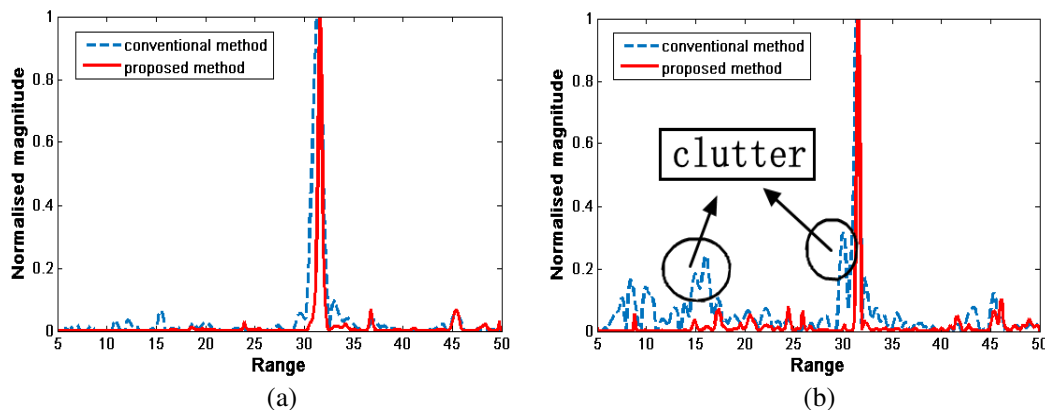 Normalised magnitude
1
0.8
0.6
0.4
0.2
0
conventional method
proposed method
5 10 15 20 25 30 35 40 45 50
Range
(a)
Normalised magnitude
1
0.8
0.6
0.4
0.2
0
conventional method
proposed method
clutter
5 10 15 20 25 30 35 40 45 50
Range
(b)